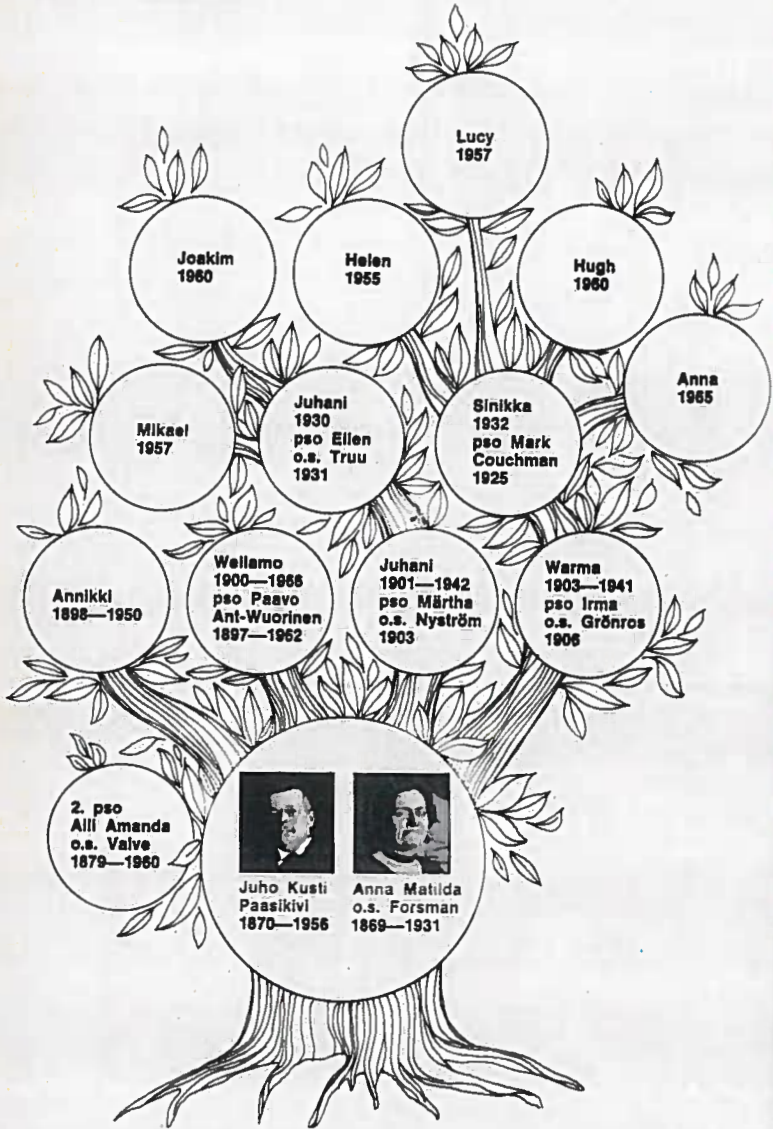 Lucy
1957
Joakim
1960
Helen
1955
Hugh
1960
Anna
1965
Mikael
1957
Juhani
1930
pso Ellen
o.s. Truu
1931
Sinikka
1932
pso Mark
Couchman
1925
Annikki
1898—1950
Wellamo
1900—1966
pso Paavo
Ant-Wuorinen
1897—1962
Juhani
1901—1942
pso Märtha
o.s. Nyström
1903
Warma
1903—1941
pso Irma
o.s. Grönros
1906
2. pso
Alli Amanda
o.s. Valve
1879—1960
Juho Kusti
Paasikivi
1870—1956
Anna Matilda
o.s. Forsman
1869—1931